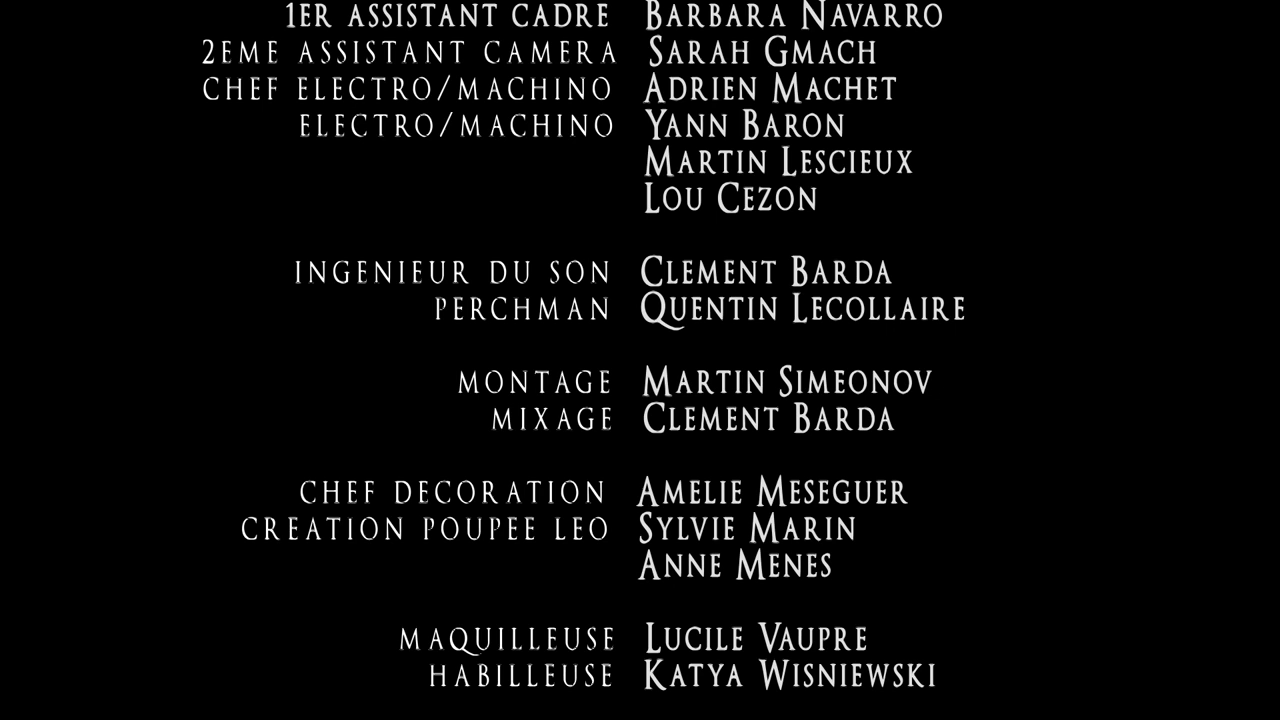 1ER ASSISTANT CADRE BARBARA NAVARRO
2EME ASSISTANT CAMERA SARAH GMACH
CHEF ELECTRO/MACHINO ADRIEN MACHET
ELECTRO/MACHINO YANN BARON
MARTIN LESCIEUX
LOU CEZON
INGENIEUR DU SON CLEMENT BARDA
PERCHMAN QUENTIN LECOLLAIRE
MONTAGE MARTIN SIMEONOV
MIXAGE CLEMENT BARDA
CHEF DECORATION AMELIE MESEGUER
CREATION POUPEE LEO SYLVIE MARIN
ANNE MENES
MAQUILLEUSE LUCILE VAUPRE
HABILLEUSE KATYA WISNIEWSKI